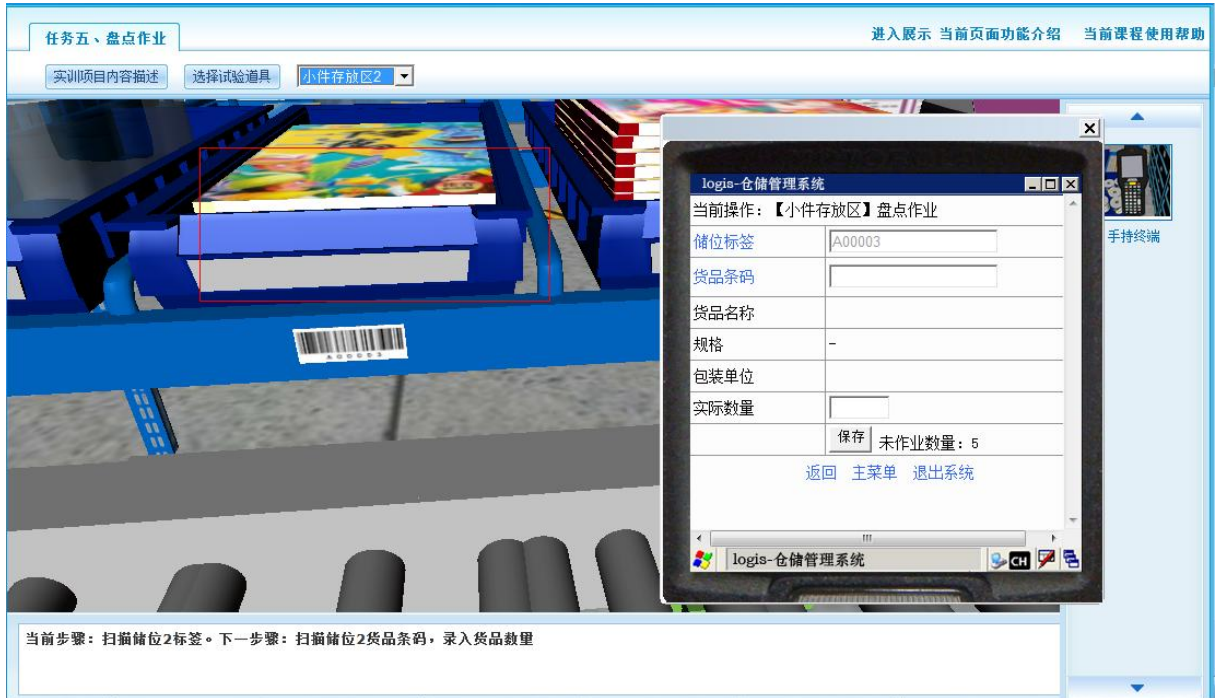 任务五、盘点作业
进入展示 当前页面功能介绍 当前课程使用帮助
实训项目内容描述 选择试验道具 小件存放区2
logis-仓储管理系统
当前操作：【小件存放区】盘点作业
储位标签 A00003
货品条码
货品名称
规格 -
包装单位
实际数量
保存 未作业数量：5
返回 主菜单 退出系统
logis-仓储管理系统 CH
手持终端
A00003
当前步骤：扫描储位2标签。下一步骤：扫描储位2货品条码，录入货品数量